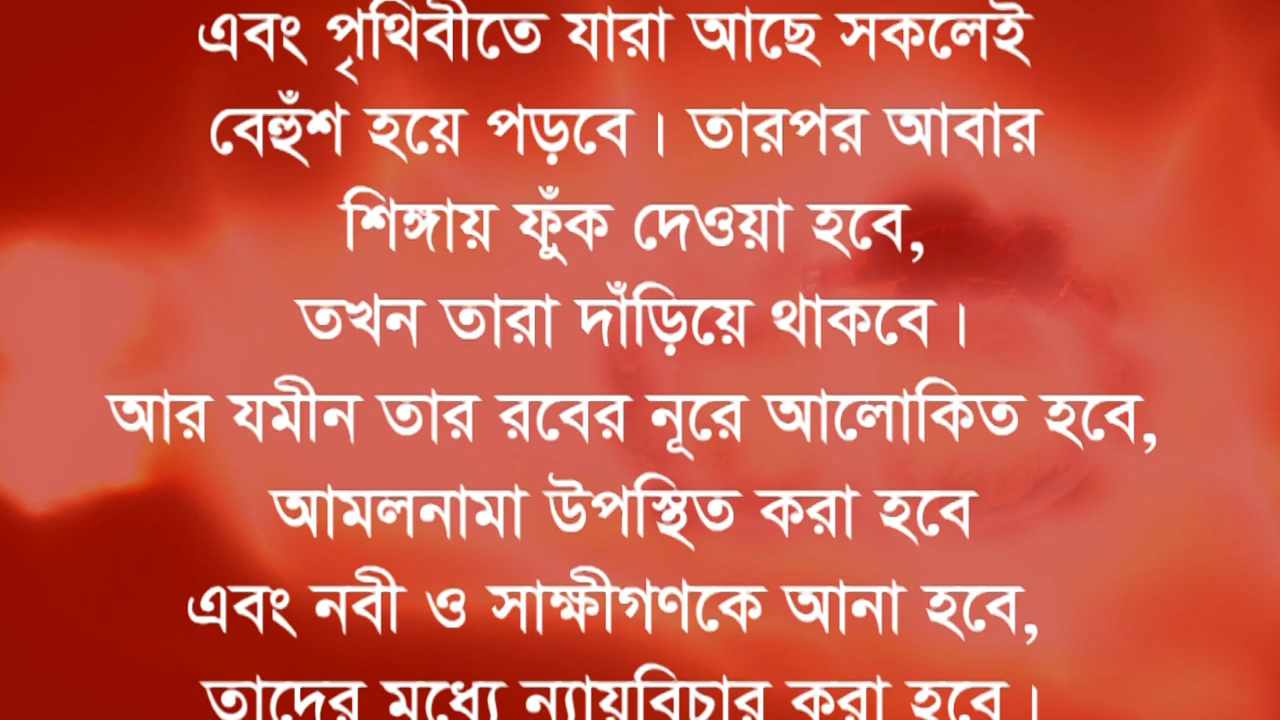 এবং পৃথিবীতে যারা আছে সকলেই
বেহুঁশ হয়ে পড়বে। তারপর আবার
শিঙ্গায় ফুঁক দেওয়া হবে,
তখন তারা দাঁড়িয়ে থাকবে।
আর যমীন তার রবের নূরে আলোকিত হবে,
আমলনামা উপস্থিত করা হবে
এবং নবী ও সাক্ষীগণকে আনা হবে,
তাদের মধ্যে ন্যায়বিচার করা হবে।